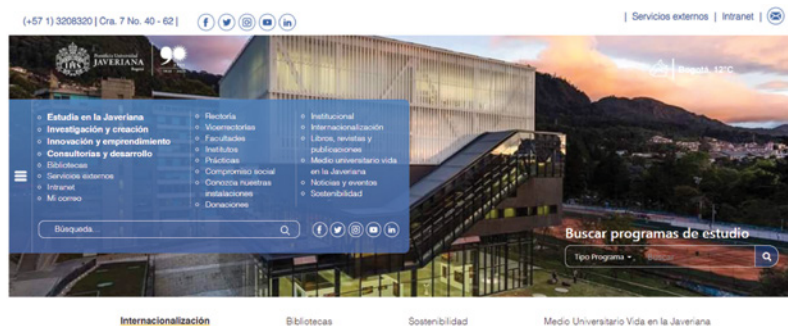 (+57 1) 3208320 | Cra. 7 No. 40 - 62 |
| Servicios externos | Intranet |
Pontificia Universidad
JAVERIANA
Bogotá
90
Bogotá, 12°C
Estudia en la Javeriana
Investigación y creación
Innovación y emprendimiento
Consultorías y desarrollo
Bibliotecas
Servicios externos
Intranet
Mi correo
Rectoría
Vicerrectorías
Facultades
Institutos
Prácticas
Compromiso social
Conozca nuestras
instalaciones
Donaciones
Institucional
Internacionalización
Libros, revistas y
publicaciones
Medio universitario vida
en la Javeriana
Noticias y eventos
Sostenibilidad
Búsqueda...
Buscar programas de estudio
Tipo Programa
Buscar
Internacionalización
Bibliotecas
Sostenibilidad
Medio Universitario Vida en la Javeriana